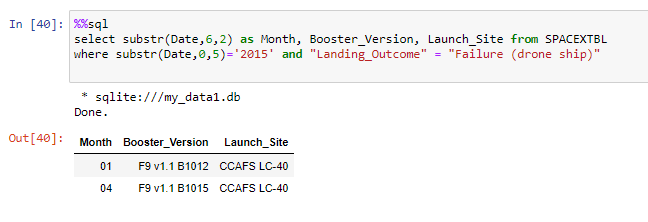 In [40]: %%sql
select substr(Date,6,2) as Month, Booster_Version, Launch_Site from SPACEXTBL
where substr(Date,0,5)='2015' and "Landing_Outcome" = "Failure (drone ship)"
* sqlite:///my_data1.db
Done.
Out[40]: Month Booster_Version Launch_Site
01 F9 v1.1 B1012 CCAFS LC-40
04 F9 v1.1 B1015 CCAFS LC-40